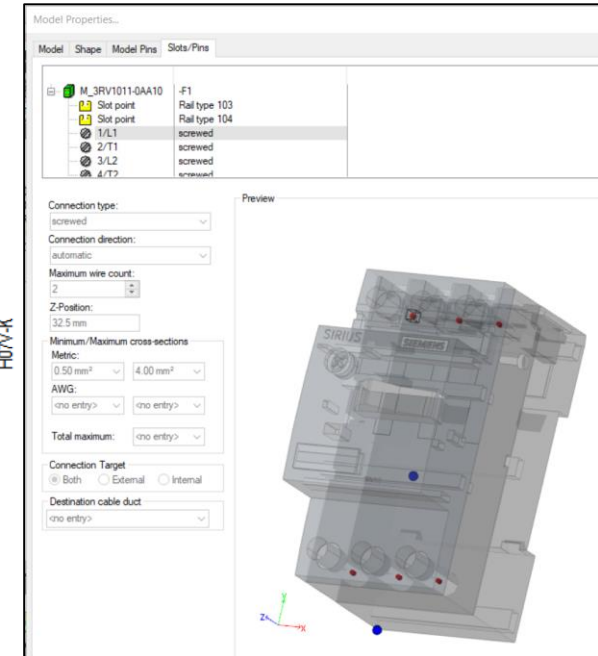 Model Properties...
Model Shape Model Pins Slots/Pins
M_3RV1011-0AA10 -F1
Slot point Rail type 103
Slot point Rail type 104
1/L1 screwed
2/T1 screwed
3/L2 screwed
4/T2 screwed
H07V-K
Connection type:
screwed
Connection direction:
automatic
Maximum wire count:
2
Z-Position:
32.5 mm
Minimum/Maximum cross-sections
Metric:
0.50 mm² 4.00 mm²
AWG:
<no entry> <no entry>
Total maximum: <no entry>
Connection Target
Both External Internal
Destination cable duct
<no entry>
Preview
SIRIUS
SIEMENS
Y
Z
X